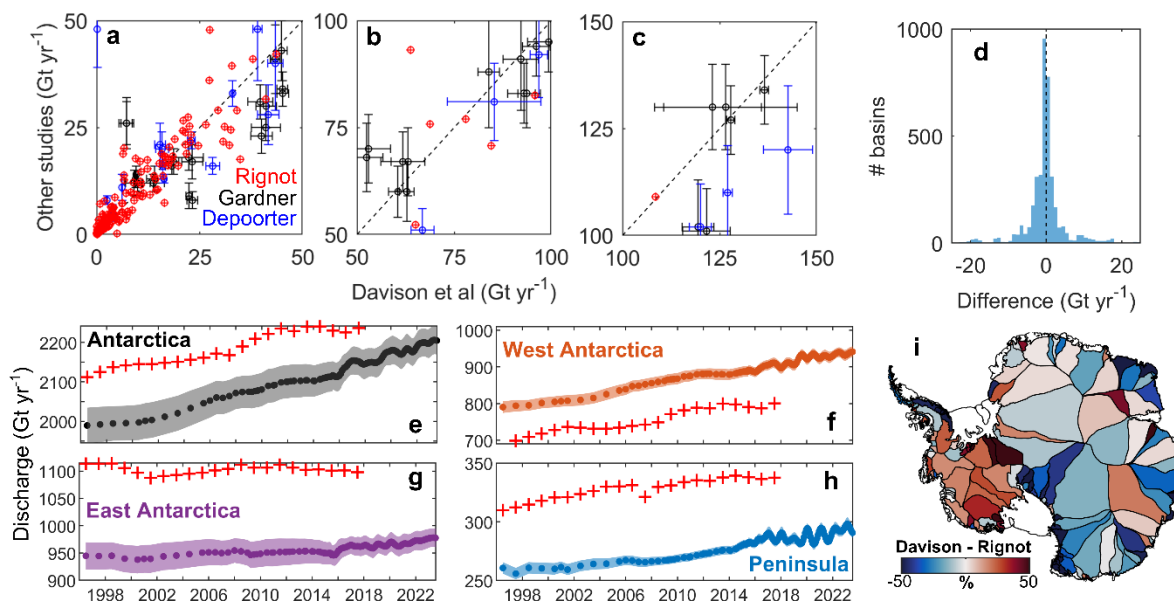 Other studies (Gt yr⁻¹)
50
25
0
a
Rignot
Gardner
Depoorter
0
25
50
100
75
50
b
50
75
100
150
125
100
c
100
125
150
Davison et al (Gt yr⁻¹)
# basins
1000
500
0
d
-20
0
20
Difference (Gt yr⁻¹)
Discharge (Gt yr⁻¹)
Antarctica
2200
2100
2000
e
West Antarctica
1000
900
800
700
f
East Antarctica
1100
1050
1000
950
900
g
1998
2002
2006
2010
2014
2018
2022
Peninsula
350
300
250
h
1998
2002
2006
2010
2014
2018
2022
i
Davison - Rignot
-50
%
50